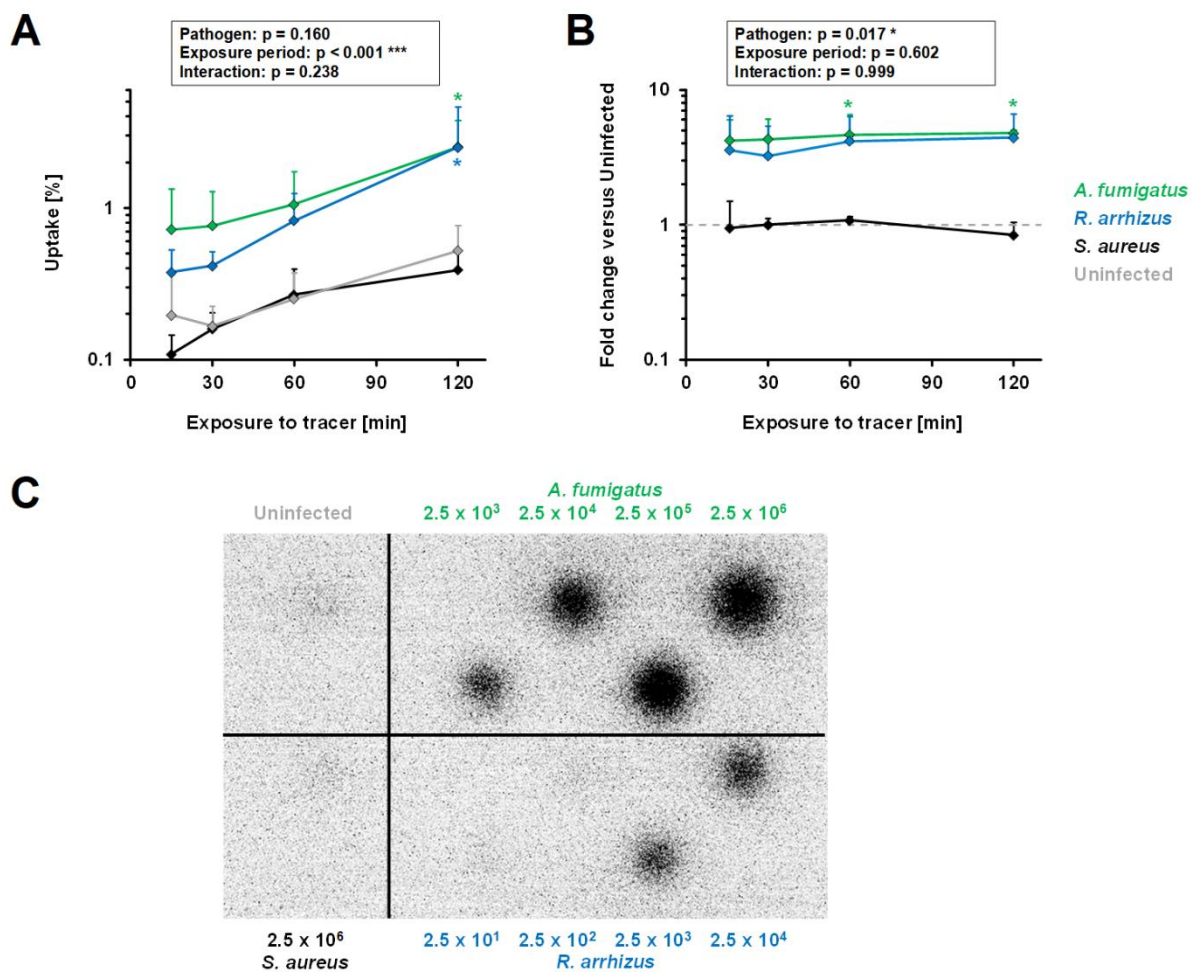 A
Pathogen: p = 0.160
Exposure period: p < 0.001 ***
Interaction: p = 0.238
Uptake [%]
1
0.1
*
*
0
30
60
90
120
Exposure to tracer [min]
B
Pathogen: p = 0.017 *
Exposure period: p = 0.602
Interaction: p = 0.999
Fold change versus Uninfected
10
1
0.1
*
*
0
30
60
90
120
Exposure to tracer [min]
A. fumigatus
R. arrhizus
S. aureus
Uninfected
C
A. fumigatus
Uninfected 2.5 x 10³ 2.5 x 10⁴ 2.5 x 10⁵ 2.5 x 10⁶
2.5 x 10⁶ 2.5 x 10¹ 2.5 x 10² 2.5 x 10³ 2.5 x 10⁴
S. aureus R. arrhizus